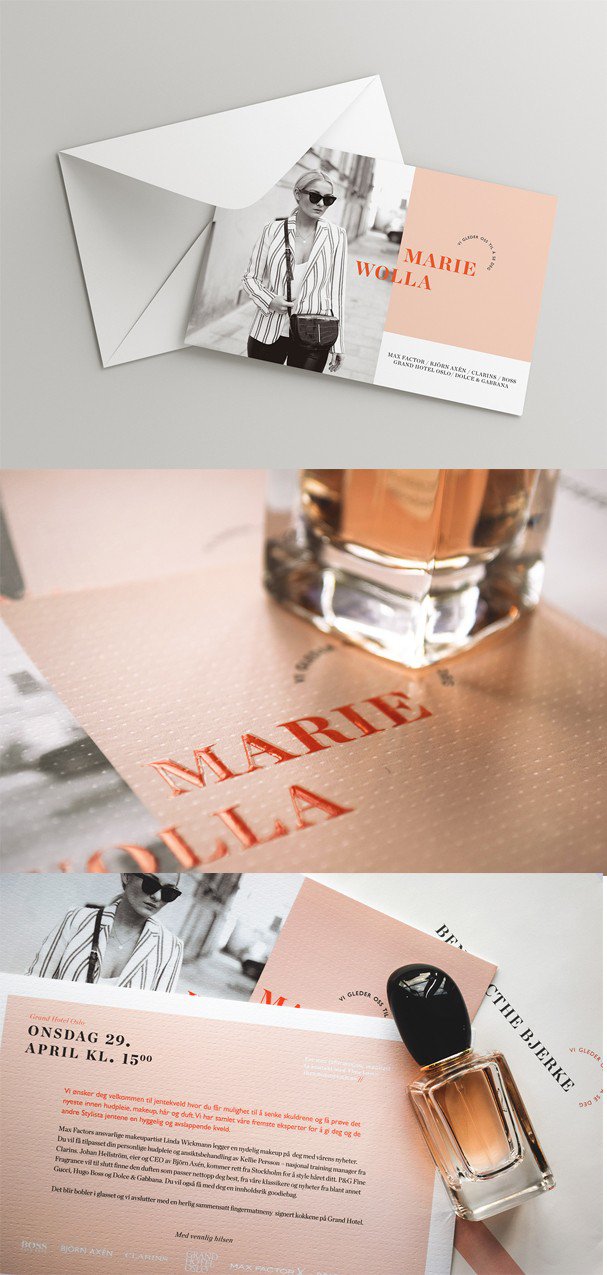 VI GLEDER OSS TIL Å SE DEG
MARIE
WOLLA
MAX FACTOR / BJÖRN AXÉN / CLARINS / BOSS
GRAND HOTEL OSLO / DOLCE & GABBANA
VI GLEDER
DEG
MARIE
WOLLA
VI GLEDER OSS TIL
BENEDICTHE BJERKE
Grand Hotel Oslo
ONSDAG 29.
APRIL KL. 15⁰⁰
Vi ønsker deg velkommen til jentekveld hvor du får mulighet til å senke skuldrene og få prøve det
nyeste innen hudpleie, makeup, hår og duft. Vi har samlet våre fremste eksperter for å gi deg og de
andre Stylista jentene en hyggelig og avslappende kveld.
Max Factors ansvarlige makeupartist Linda Wickmann legger en nydelig makeup på deg med vårens nyheter.
Du vil få tilpasset din personlige hudpleie og ansiktsbehandling av Kellie Persson – nasjonal training manager fra
Clarins. Johan Hellström, eier og CEO av Björn Axén, kommer rett fra Stockholm for å style håret ditt. P&G Fine
Fragrance vil til slutt finne den duften som passer nettopp deg best, fra våre klassikere og nyheter fra blant annet
Gucci, Hugo Boss og Dolce & Gabbana. Du vil også få med deg en innholdsrik goodiebag.
Det blir bobler i glasset og vi avslutter med en herlig sammensatt fingermatmeny signert kokkene på Grand Hotel.
Med vennlig hilsen
BOSS
BJÖRN AXÉN
CLARINS
GRAND
HOTEL
OSLO
MAX FACTOR X